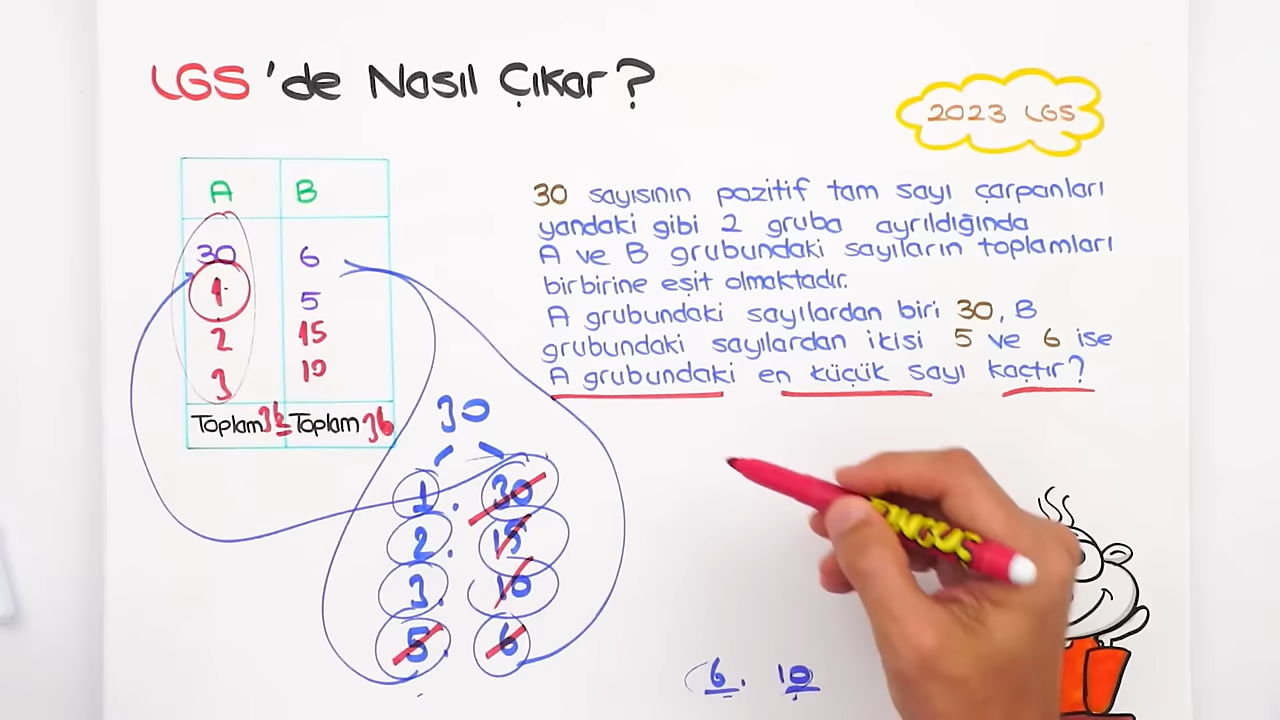 LGS 'de Nasıl Çıkar?
2023 LGS
A B
30 6
1 5
2 15
3 10
Toplam 36 = Toplam 36
30 sayısının pozitif tam sayı çarpanları
yandaki gibi 2 gruba ayrıldığında
A ve B grubundaki sayıların toplamları
birbirine eşit olmaktadır.
A grubundaki sayılardan biri 30, B
grubundaki sayılardan ikisi 5 ve 6 ise
A grubundaki en küçük sayı kaçtır?
30
1 . 30
2 . 15
3 . 10
5 6
6 . 10